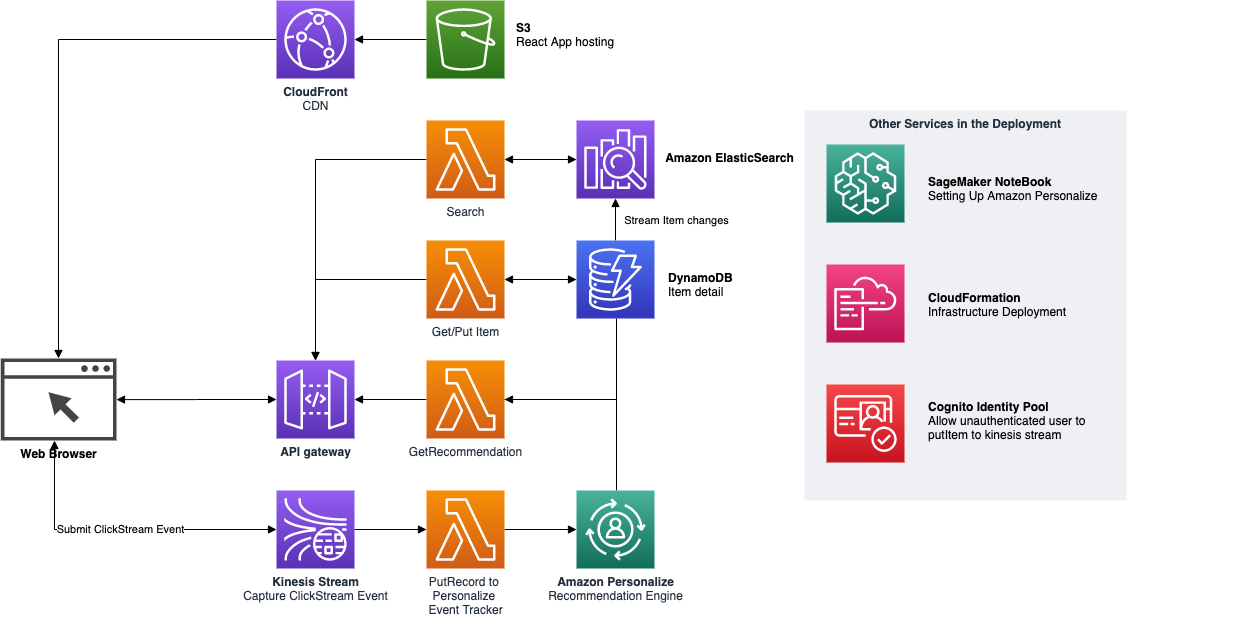 S3
React App hosting
CloudFront
CDN
Other Services in the Deployment
Amazon ElasticSearch
SageMaker NoteBook
Setting Up Amazon Personalize
Search
Stream Item changes
DynamoDB
Item detail
CloudFormation
Infrastructure Deployment
Get/Put Item
</>
Cognito Identity Pool
Allow unauthenticated user to
putItem to kinesis stream
Web Browser
API gateway
GetRecommendation
Submit ClickStream Event
Kinesis Stream
Capture ClickStream Event
PutRecord to
Personalize
Event Tracker
Amazon Personalize
Recommendation Engine